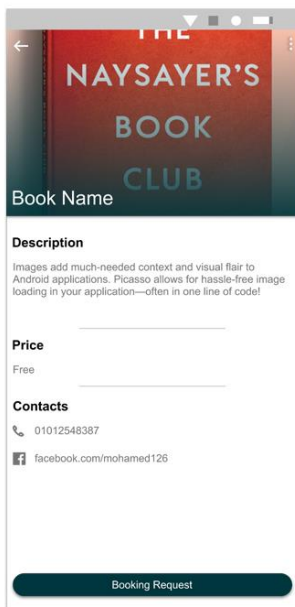 THE
NAYSAYER'S
BOOK
CLUB
Book Name
Description
Images add much-needed context and visual flair to
Android applications. Picasso allows for hassle-free image
loading in your application—often in one line of code!
Price
Free
Contacts
01012548387
facebook.com/mohamed126
Booking Request